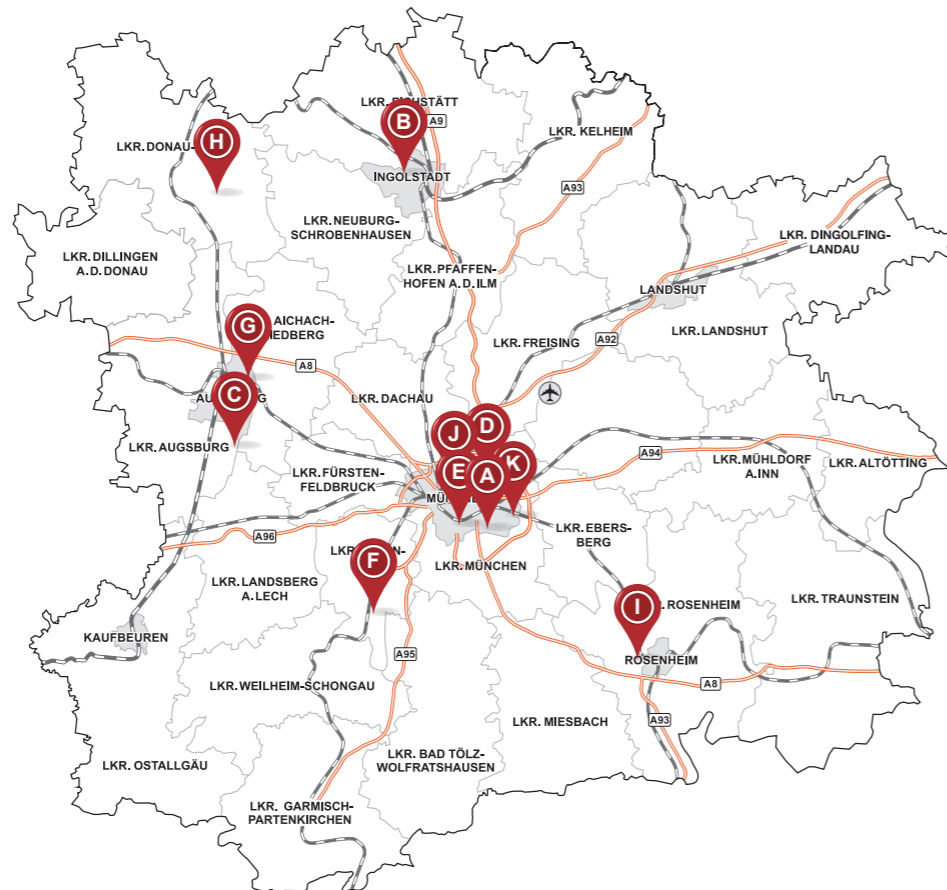 LKR. EICHSTÄTT
A9
B
H
LKR. DONAU-
LKR. KELHEIM
INGOLSTADT
A93
LKR. NEUBURG-
SCHROBENHAUSEN
LKR. DINGOLFING-
LANDAU
LKR. DILLINGEN
A.D. DONAU
LKR. PFAFFEN-
HOFEN A.D. ILM
LANDSHUT
G
AICHACH-
LKR. LANDSHUT
LKR. FREISING
A92
A8
C
LKR. DACHAU
D
J
LKR. AUGSBURG
A94
LKR. MÜHLDORF
A.INN
LKR. ALTÖTTING
E
A
K
LKR. FÜRSTEN-
FELDBRUCK
A96
LKR. EBERS-
BERG
F
LKR. MÜNCHEN
LKR. LANDSBERG
A. LECH
I
ROSENHEIM
LKR. TRAUNSTEIN
KAUFBEUREN
A95
ROSENHEIM
LKR. WEILHEIM-SCHONGAU
A8
A93
LKR. MIESBACH
LKR. OSTALLGÄU
LKR. BAD TÖLZ-
WOLFRATSHAUSEN
LKR. GARMISCH-
PARTENKIRCHEN